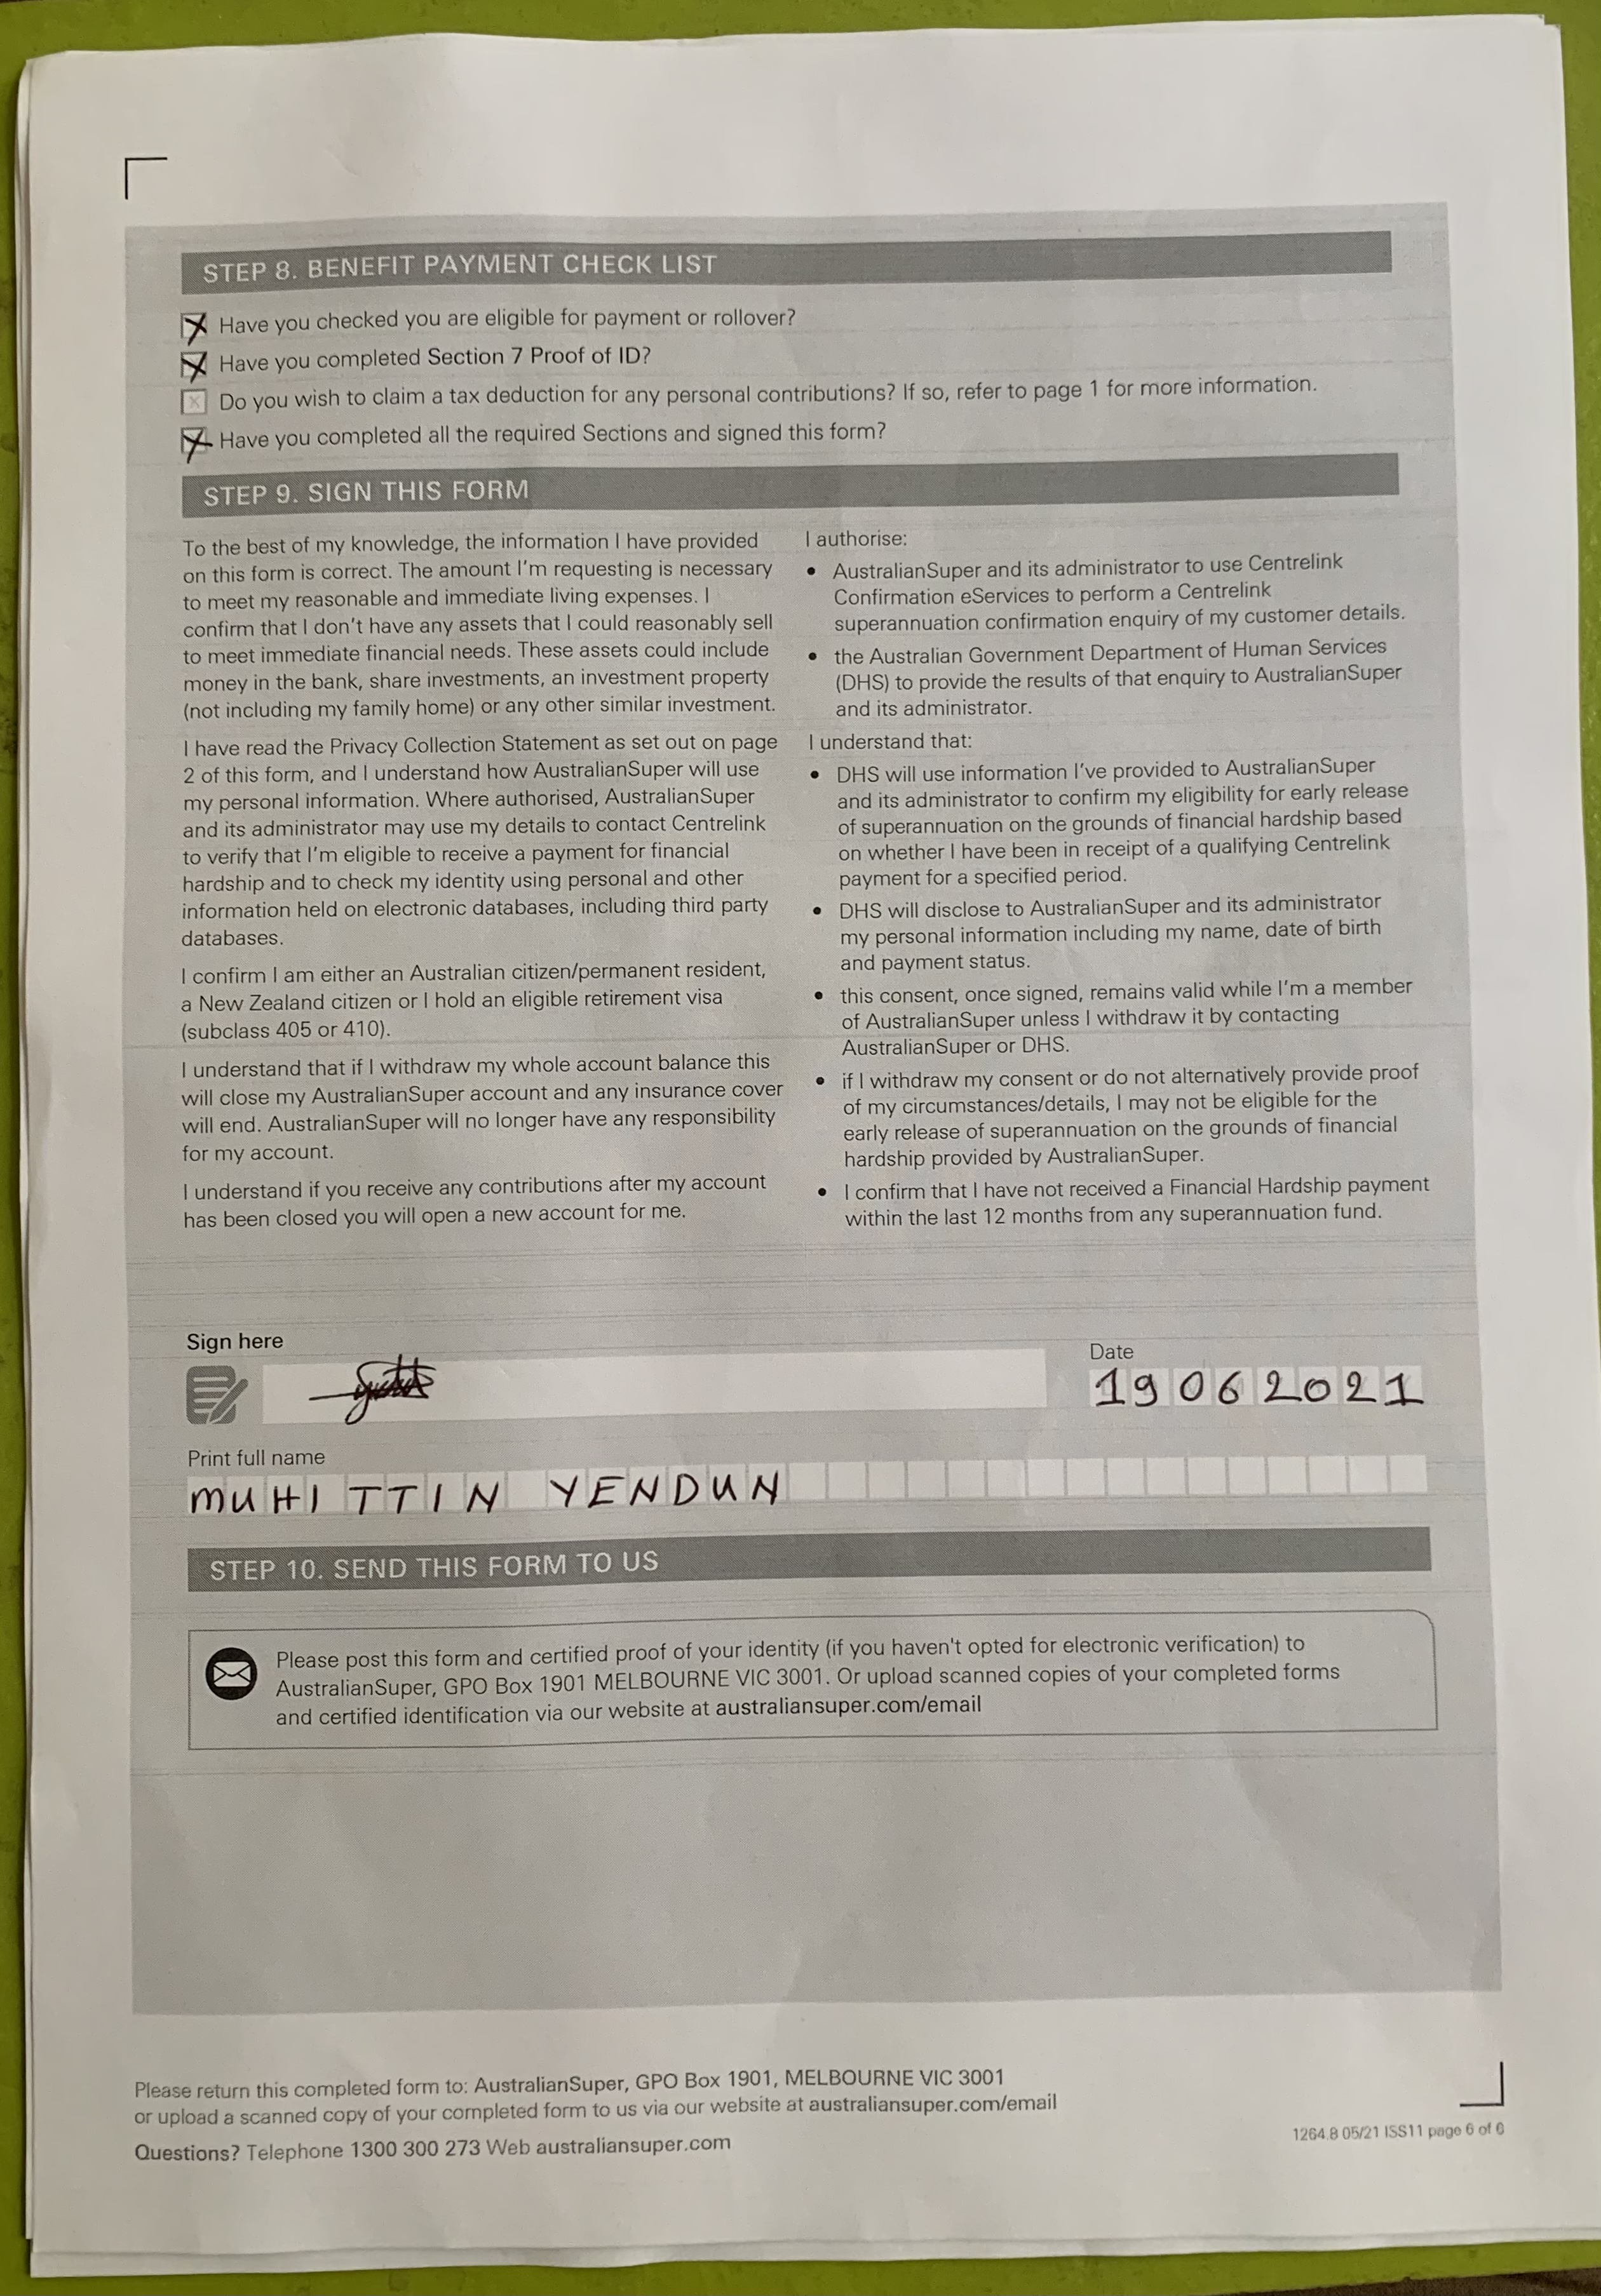 STEP 8. BENEFIT PAYMENT CHECK LIST
Have you checked you are eligible for payment or rollover?
Have you completed Section 7 Proof of ID?
Do you wish to claim a tax deduction for any personal contributions? If so, refer to page 1 for more information.
Have you completed all the required Sections and signed this form?
STEP 9. SIGN THIS FORM
To the best of my knowledge, the information I have provided
on this form is correct. The amount I'm requesting is necessary
to meet my reasonable and immediate living expenses. I
confirm that I don't have any assets that I could reasonably sell
to meet immediate financial needs. These assets could include
money in the bank, share investments, an investment property
(not including my family home) or any other similar investment.
I have read the Privacy Collection Statement as set out on page
2 of this form, and I understand how AustralianSuper will use
my personal information. Where authorised, AustralianSuper
and its administrator may use my details to contact Centrelink
to verify that I'm eligible to receive a payment for financial
hardship and to check my identity using personal and other
information held on electronic databases, including third party
databases.
I confirm I am either an Australian citizen/permanent resident,
a New Zealand citizen or I hold an eligible retirement visa
(subclass 405 or 410).
I understand that if I withdraw my whole account balance this
will close my AustralianSuper account and any insurance cover
will end. AustralianSuper will no longer have any responsibility
for my account.
I understand if you receive any contributions after my account
has been closed you will open a new account for me.
I authorise:
• AustralianSuper and its administrator to use Centrelink
Confirmation eServices to perform a Centrelink
superannuation confirmation enquiry of my customer details.
• the Australian Government Department of Human Services
(DHS) to provide the results of that enquiry to AustralianSuper
and its administrator.
I understand that:
• DHS will use information I've provided to AustralianSuper
and its administrator to confirm my eligibility for early release
of superannuation on the grounds of financial hardship based
on whether I have been in receipt of a qualifying Centrelink
payment for a specified period.
• DHS will disclose to AustralianSuper and its administrator
my personal information including my name, date of birth
and payment status.
• this consent, once signed, remains valid while I'm a member
of AustralianSuper unless I withdraw it by contacting
AustralianSuper or DHS.
• if I withdraw my consent or do not alternatively provide proof
of my circumstances/details, I may not be eligible for the
early release of superannuation on the grounds of financial
hardship provided by AustralianSuper.
• I confirm that I have not received a Financial Hardship payment
within the last 12 months from any superannuation fund.
Sign here
Date
19 06 2021
Print full name
MUHITTIN YENDUN
STEP 10. SEND THIS FORM TO US
Please post this form and certified proof of your identity (if you haven't opted for electronic verification) to
AustralianSuper, GPO Box 1901 MELBOURNE VIC 3001. Or upload scanned copies of your completed forms
and certified identification via our website at australiansuper.com/email
Please return this completed form to: AustralianSuper, GPO Box 1901, MELBOURNE VIC 3001
or upload a scanned copy of your completed form to us via our website at australiansuper.com/email
Questions? Telephone 1300 300 273 Web australiansuper.com
1264.8 05/21 ISS11 page 6 of 6